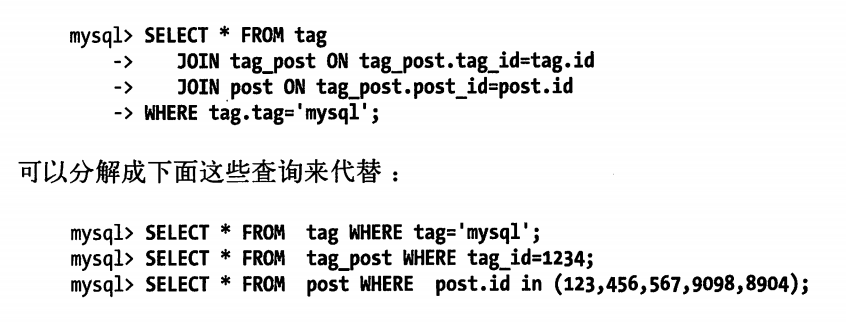 mysql> SELECT * FROM tag
-> JOIN tag_post ON tag_post.tag_id=tag.id
-> JOIN post ON tag_post.post_id=post.id
-> WHERE tag.tag='mysql';
可以分解成下面这些查询来代替：
mysql> SELECT * FROM tag WHERE tag='mysql';
mysql> SELECT * FROM tag_post WHERE tag_id=1234;
mysql> SELECT * FROM post WHERE post.id in (123,456,567,9098,8904);